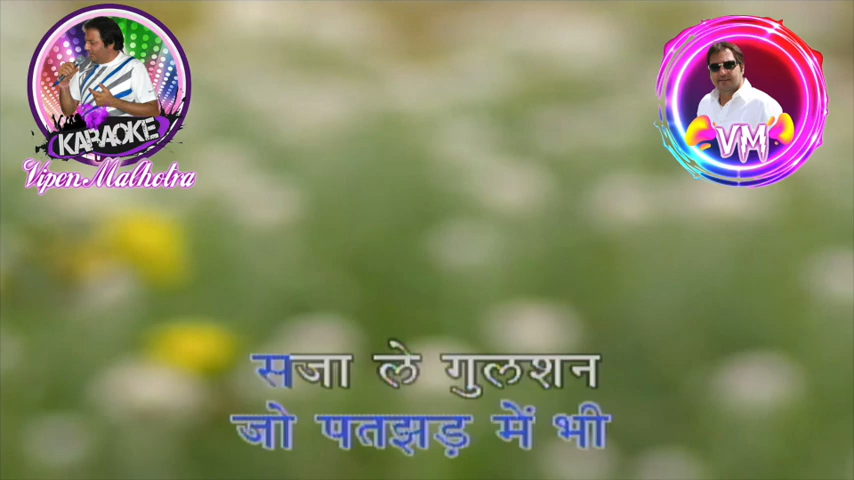 KARAOKE
Vipen Malhotra
VM
सजा ले गुलशन
जो पतझड़ में भी